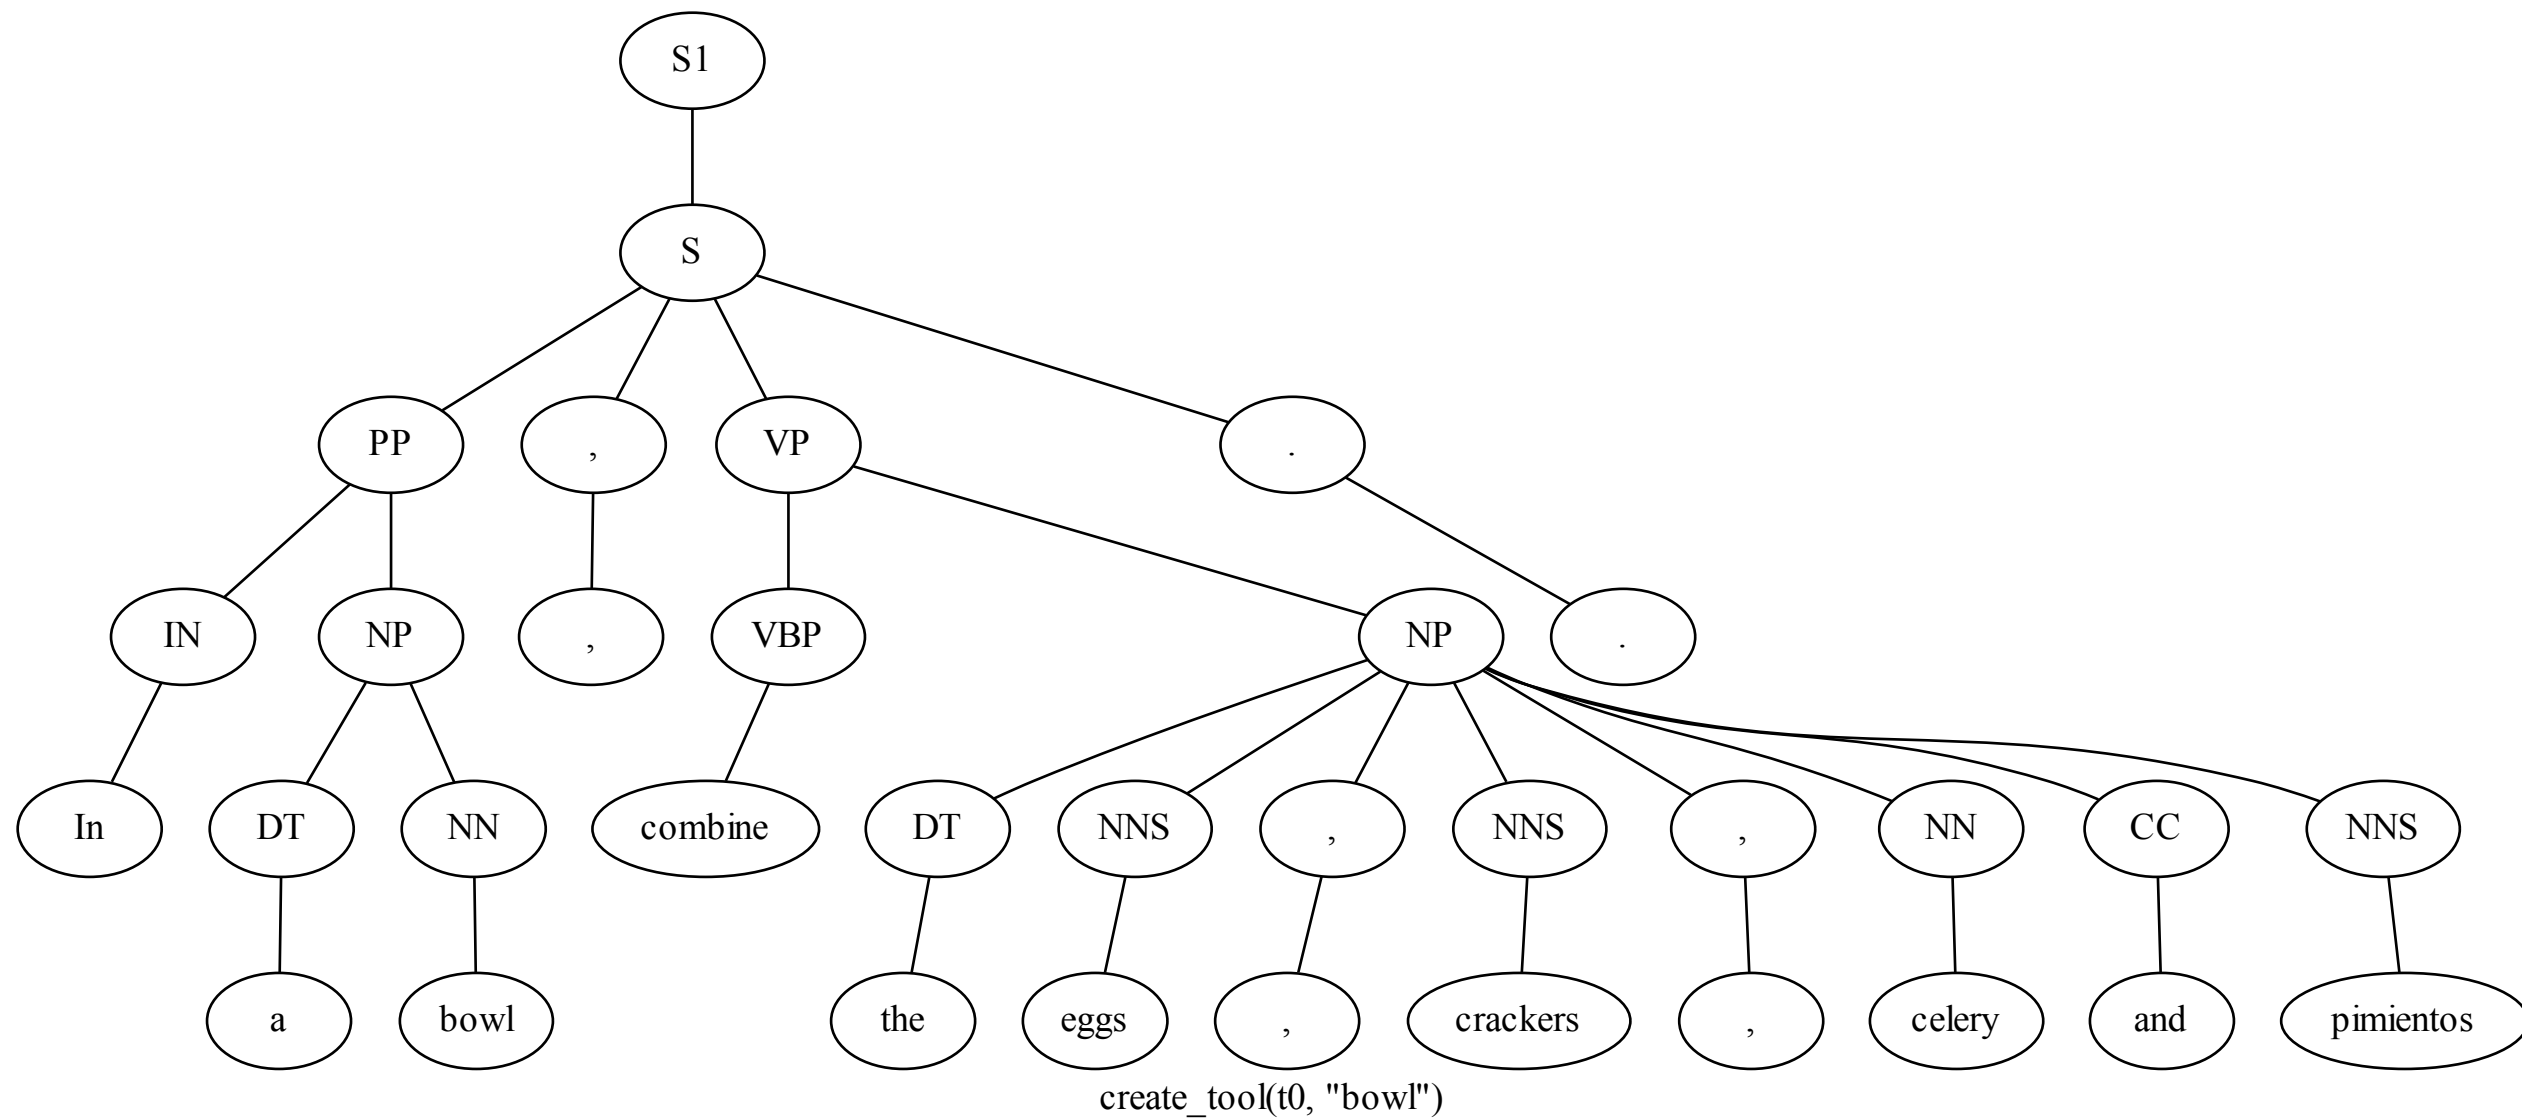 S1
S
PP , VP .
IN NP , VBP NP .
In DT NN combine DT NNS , NNS , NN CC NNS
a bowl the eggs , crackers , celery and pimientos
create_tool(t0, "bowl")